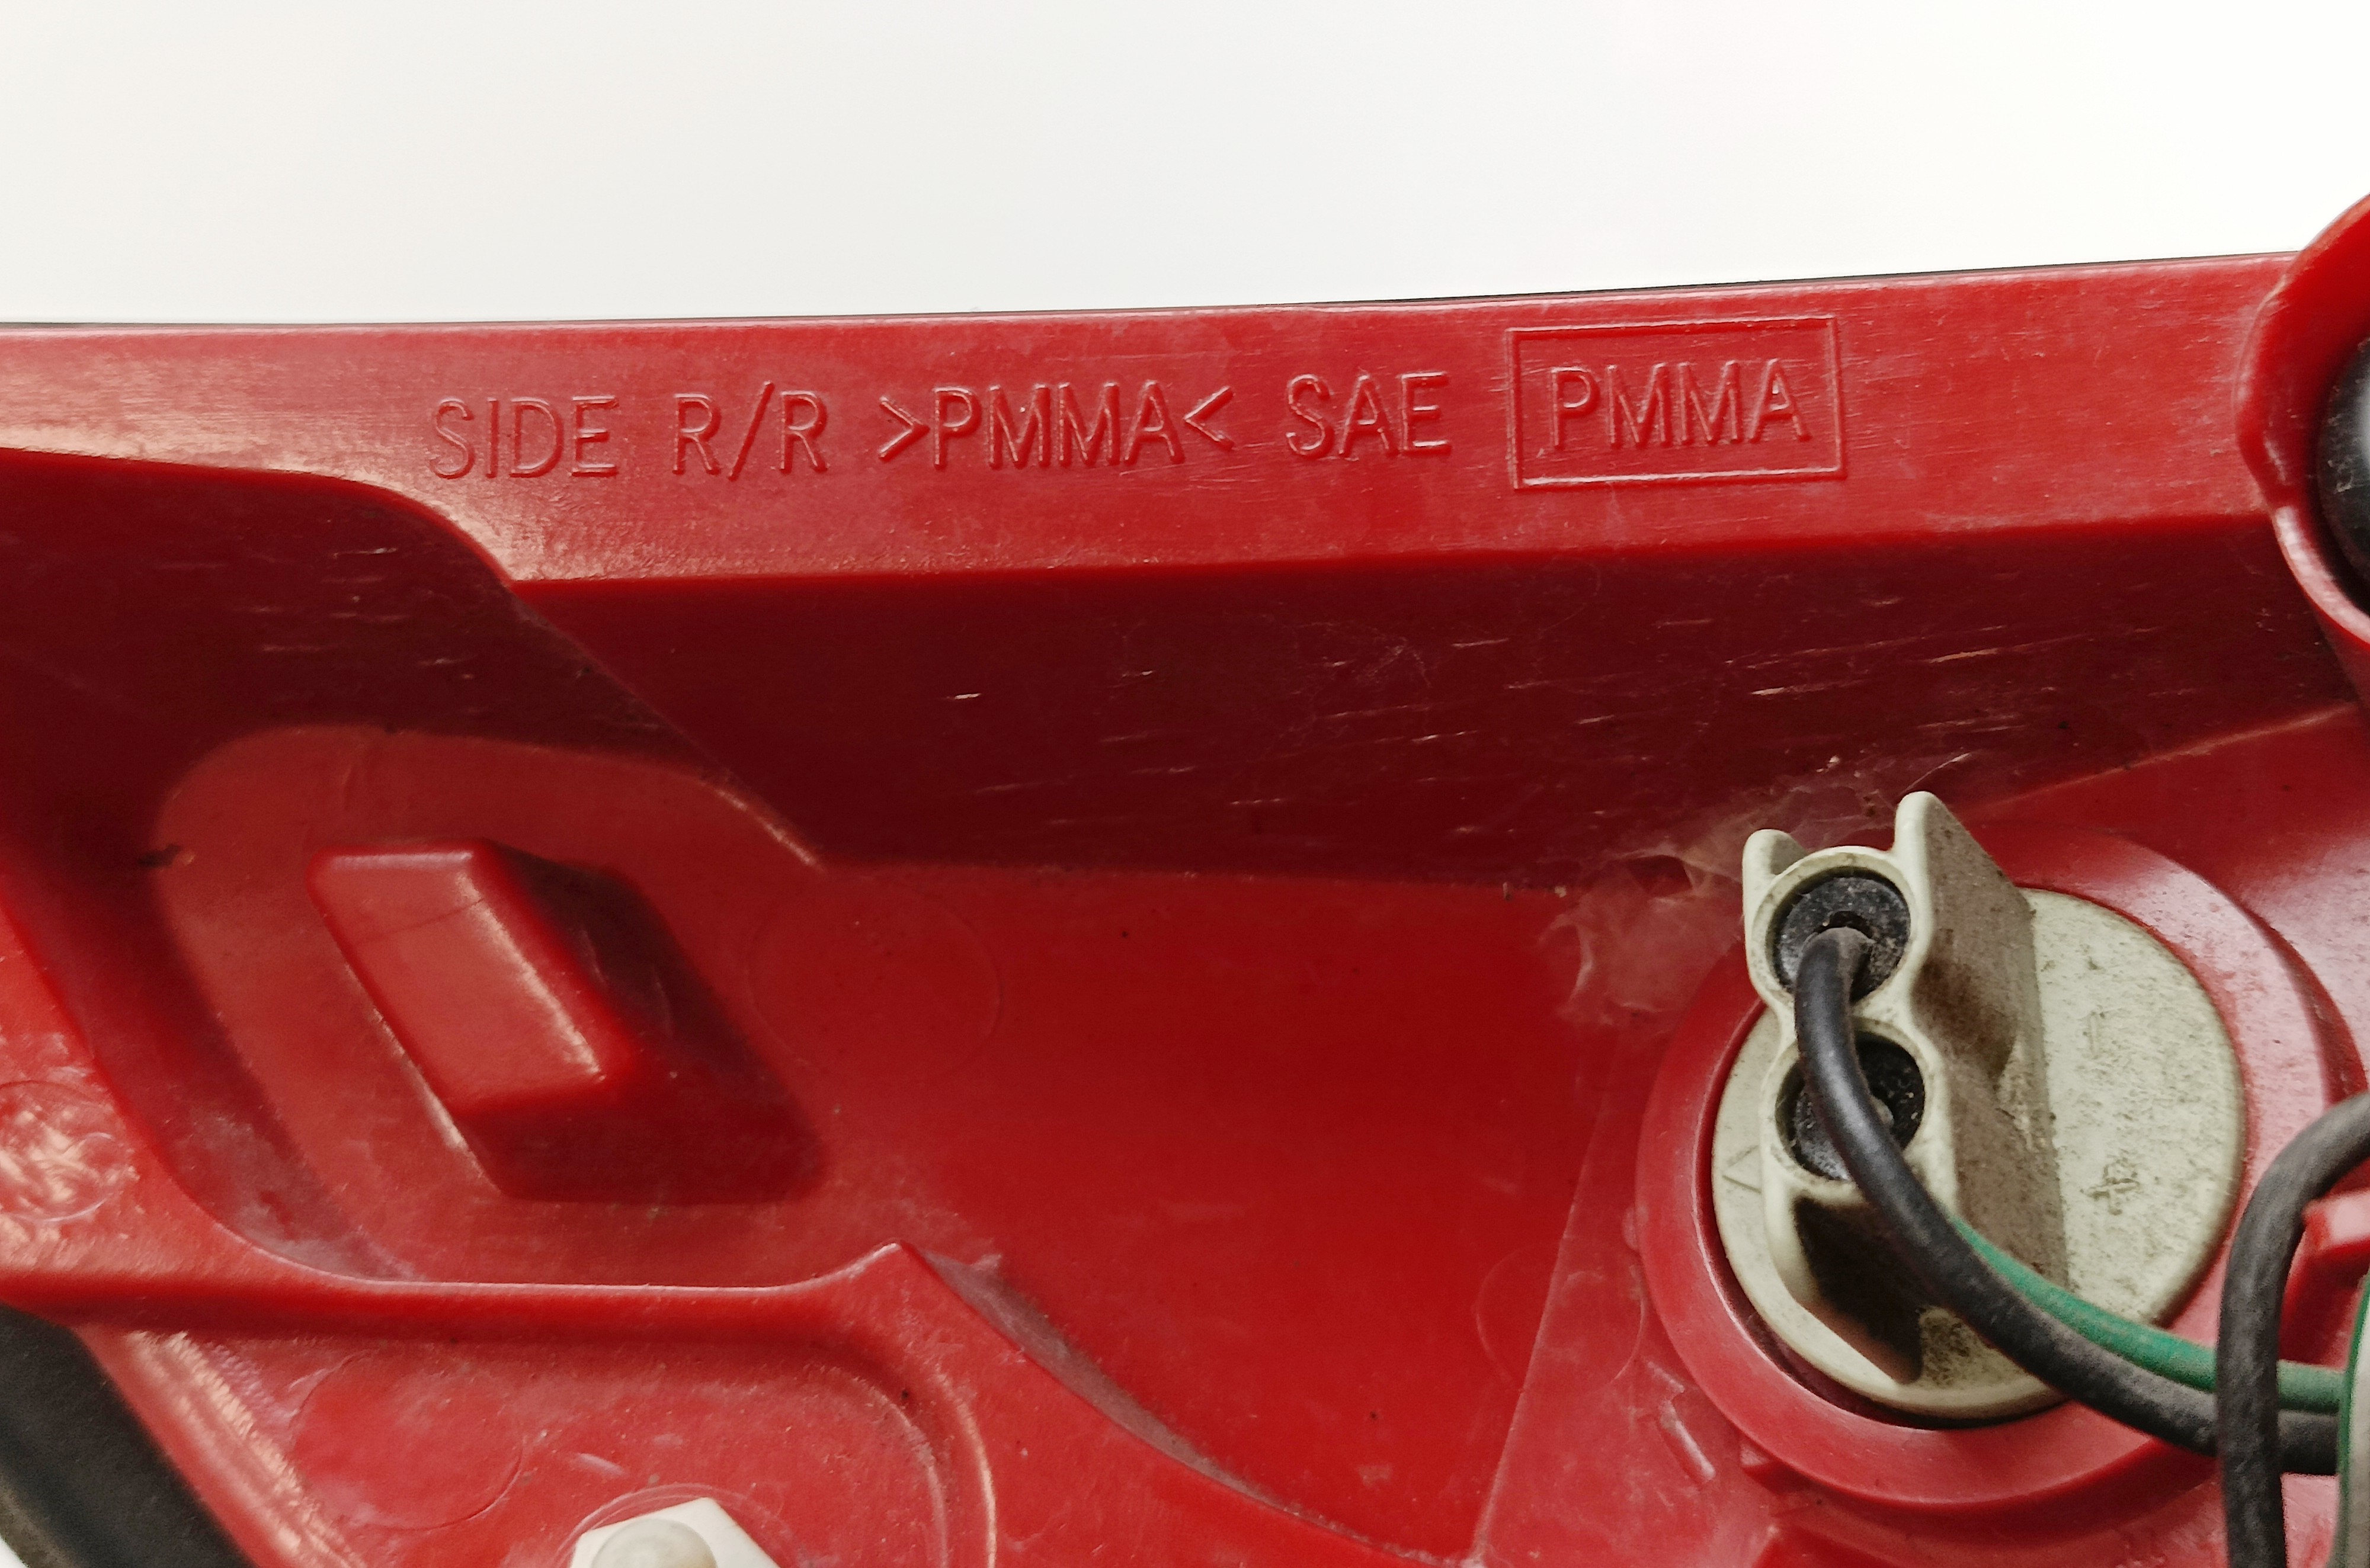 SIDE R/R >PMMA< SAE PMMA